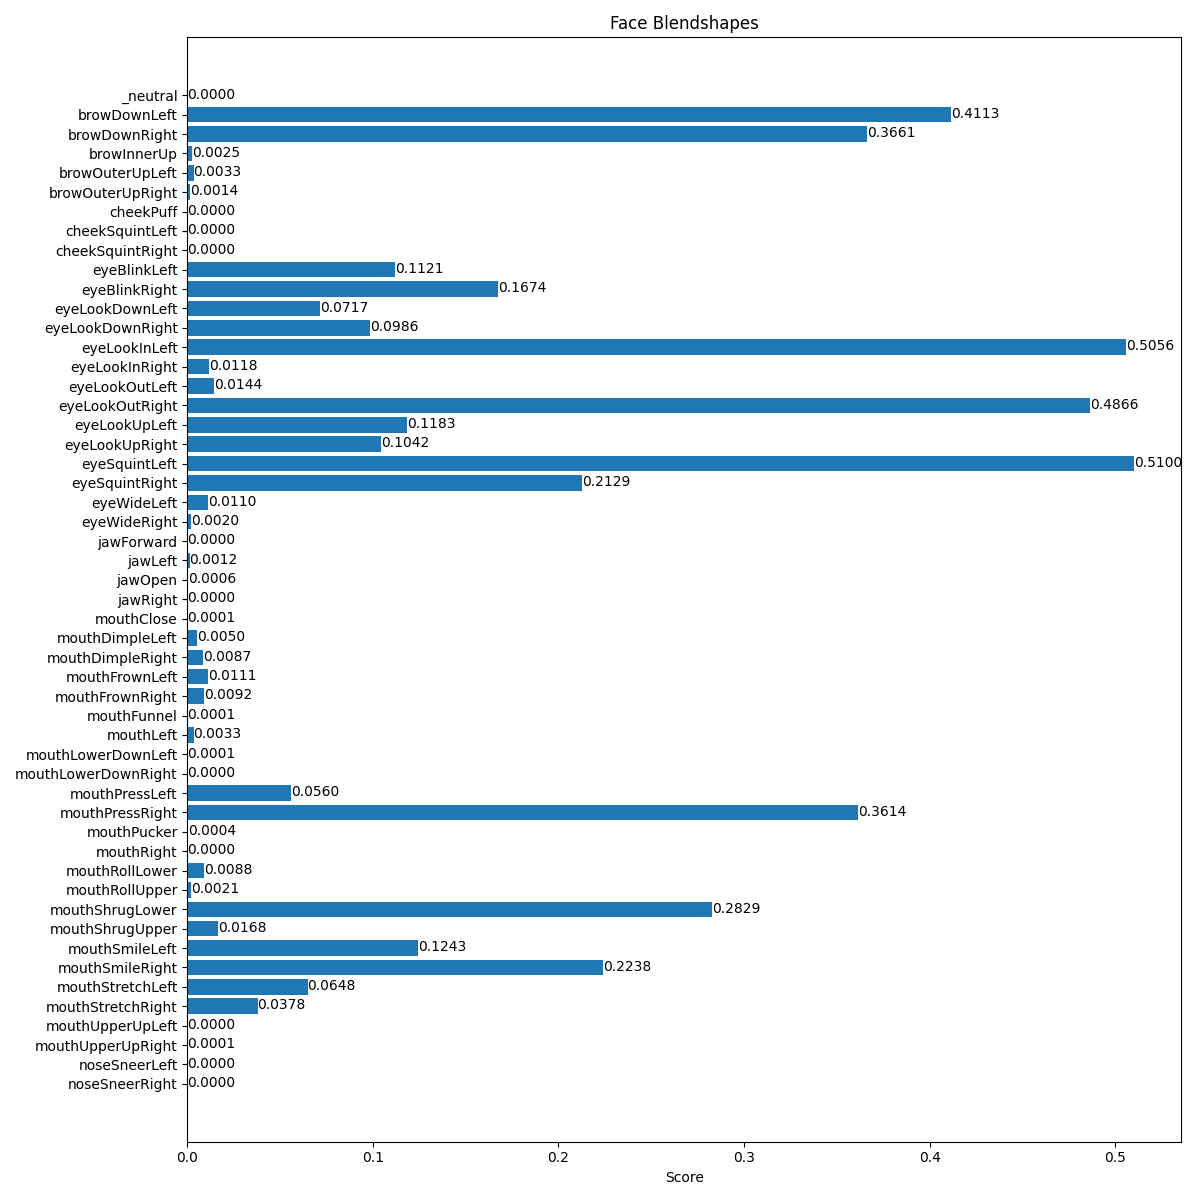 Face Blendshapes
_neutral 0.0000
browDownLeft 0.4113
browDownRight 0.3661
browInnerUp 0.0025
browOuterUpLeft 0.0033
browOuterUpRight 0.0014
cheekPuff 0.0000
cheekSquintLeft 0.0000
cheekSquintRight 0.0000
eyeBlinkLeft 0.1121
eyeBlinkRight 0.1674
eyeLookDownLeft 0.0717
eyeLookDownRight 0.0986
eyeLookInLeft 0.5056
eyeLookInRight 0.0118
eyeLookOutLeft 0.0144
eyeLookOutRight 0.4866
eyeLookUpLeft 0.1183
eyeLookUpRight 0.1042
eyeSquintLeft 0.5100
eyeSquintRight 0.2129
eyeWideLeft 0.0110
eyeWideRight 0.0020
jawForward 0.0000
jawLeft 0.0012
jawOpen 0.0006
jawRight 0.0000
mouthClose 0.0001
mouthDimpleLeft 0.0050
mouthDimpleRight 0.0087
mouthFrownLeft 0.0111
mouthFrownRight 0.0092
mouthFunnel 0.0001
mouthLeft 0.0033
mouthLowerDownLeft 0.0001
mouthLowerDownRight 0.0000
mouthPressLeft 0.0560
mouthPressRight 0.3614
mouthPucker 0.0004
mouthRight 0.0000
mouthRollLower 0.0088
mouthRollUpper 0.0021
mouthShrugLower 0.2829
mouthShrugUpper 0.0168
mouthSmileLeft 0.1243
mouthSmileRight 0.2238
mouthStretchLeft 0.0648
mouthStretchRight 0.0378
mouthUpperUpLeft 0.0000
mouthUpperUpRight 0.0001
noseSneerLeft 0.0000
noseSneerRight 0.0000
0.0 0.1 0.2 0.3 0.4 0.5
Score